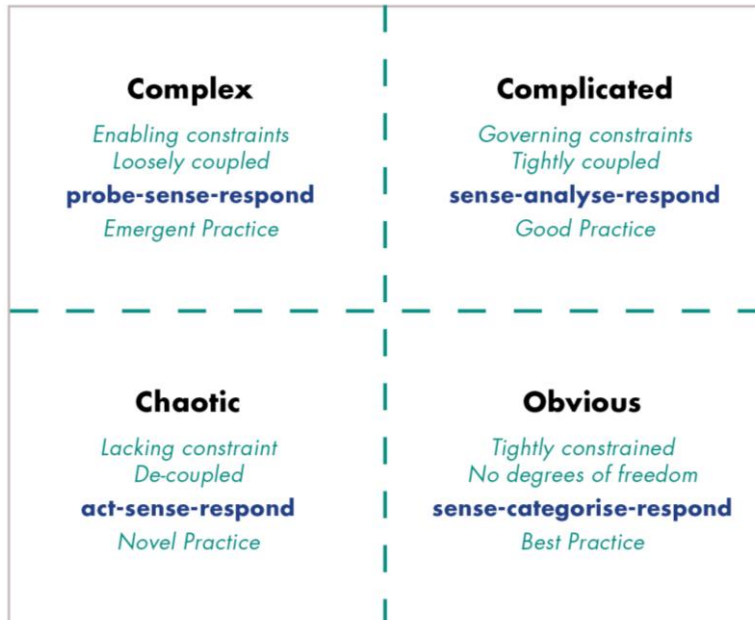 Complex
Enabling constraints
Loosely coupled
probe-sense-respond
Emergent Practice
Complicated
Governing constraints
Tightly coupled
sense-analyse-respond
Good Practice
Chaotic
Lacking constraint
De-coupled
act-sense-respond
Novel Practice
Obvious
Tightly constrained
No degrees of freedom
sense-categorise-respond
Best Practice